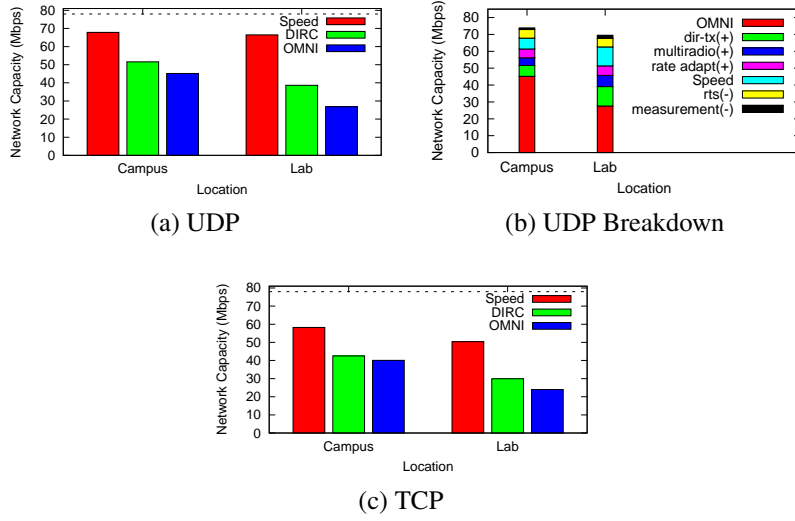 Network Capacity (Mbps)
80
70
60
50
40
30
20
10
0
Speed
DIRC
OMNI
Campus
Lab
Location
(a) UDP
Network Capacity (Mbps)
80
70
60
50
40
30
20
10
0
OMNI
dir-tx(+)
multiradio(+)
rate adapt(+)
Speed
rts(-)
measurement(-)
Campus
Lab
Location
(b) UDP Breakdown
Network Capacity (Mbps)
80
70
60
50
40
30
20
10
0
Speed
DIRC
OMNI
Campus
Lab
Location
(c) TCP